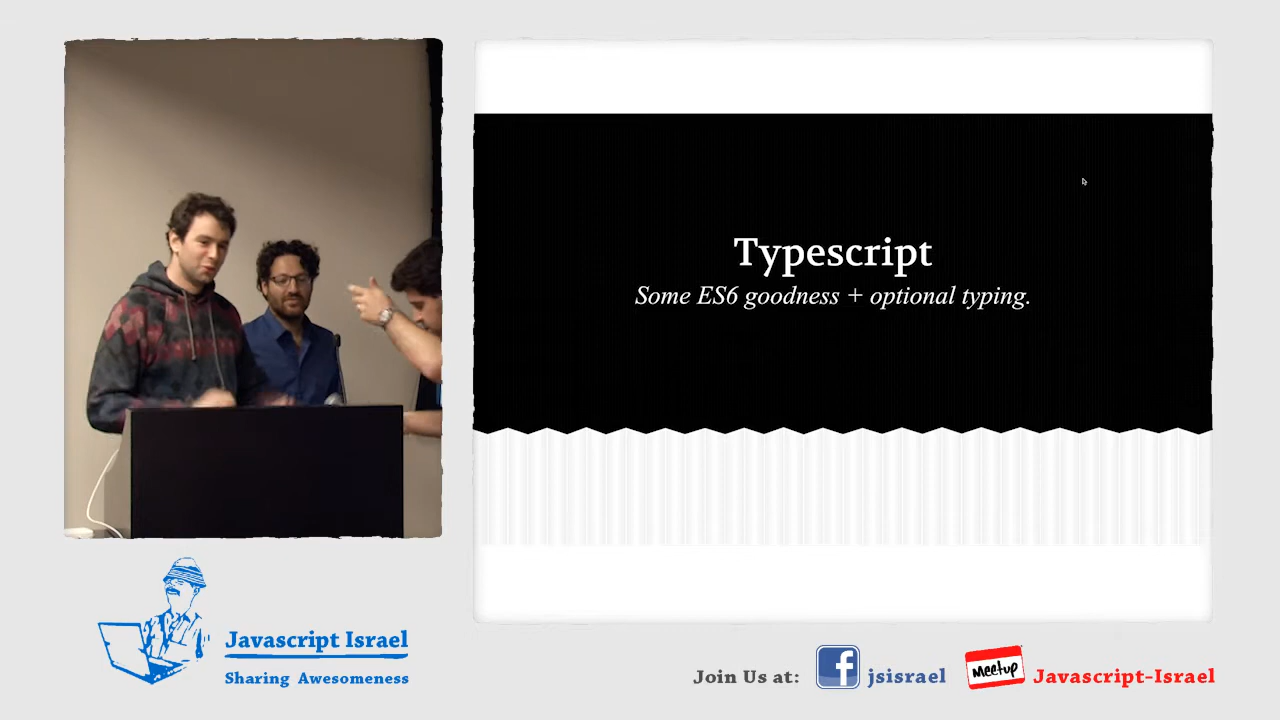 Typescript
Some ES6 goodness + optional typing.
Javascript Israel
Sharing Awesomeness
Join Us at:
f
jsisrael
Meetup
Javascript-Israel